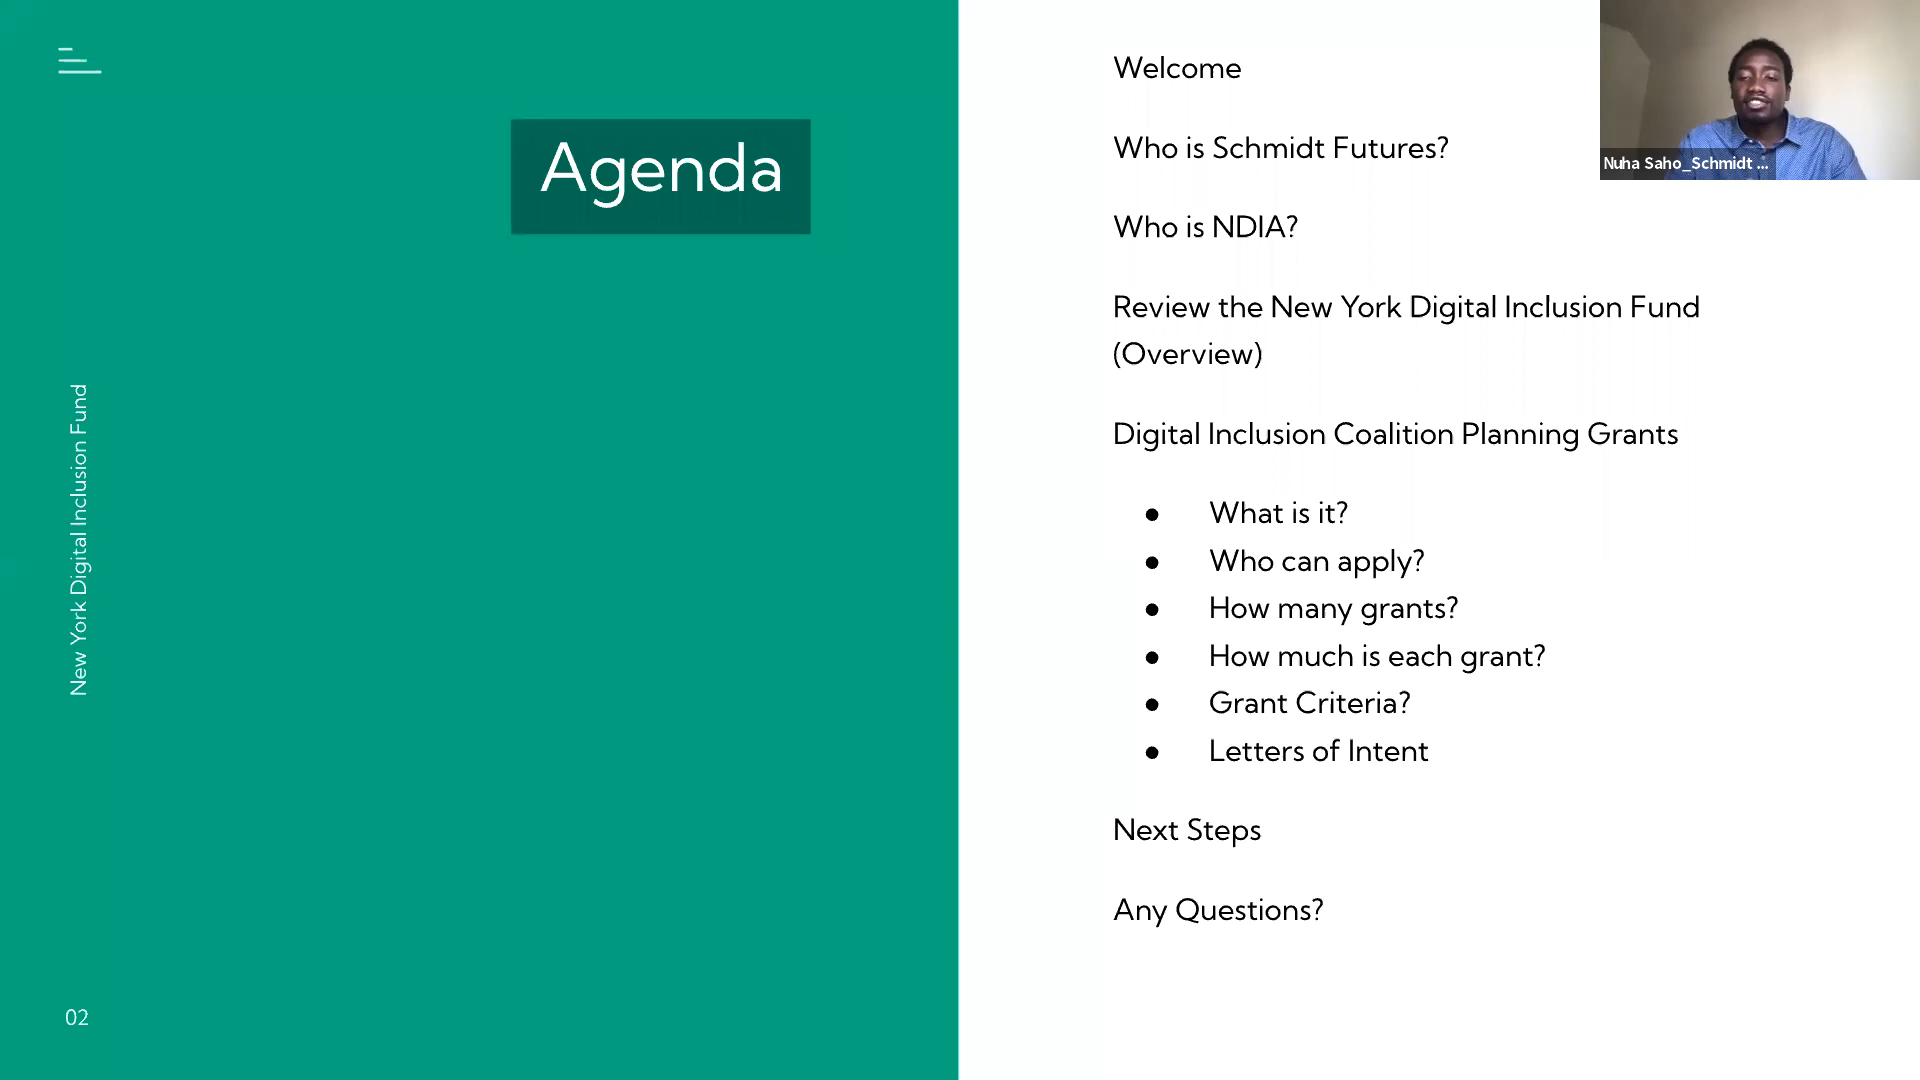 Agenda
New York Digital Inclusion Fund
02
Welcome
Who is Schmidt Futures?
Who is NDIA?
Review the New York Digital Inclusion Fund
(Overview)
Digital Inclusion Coalition Planning Grants
● What is it?
● Who can apply?
● How many grants?
● How much is each grant?
● Grant Criteria?
● Letters of Intent
Next Steps
Any Questions?
Nuha Saho_Schmidt ...